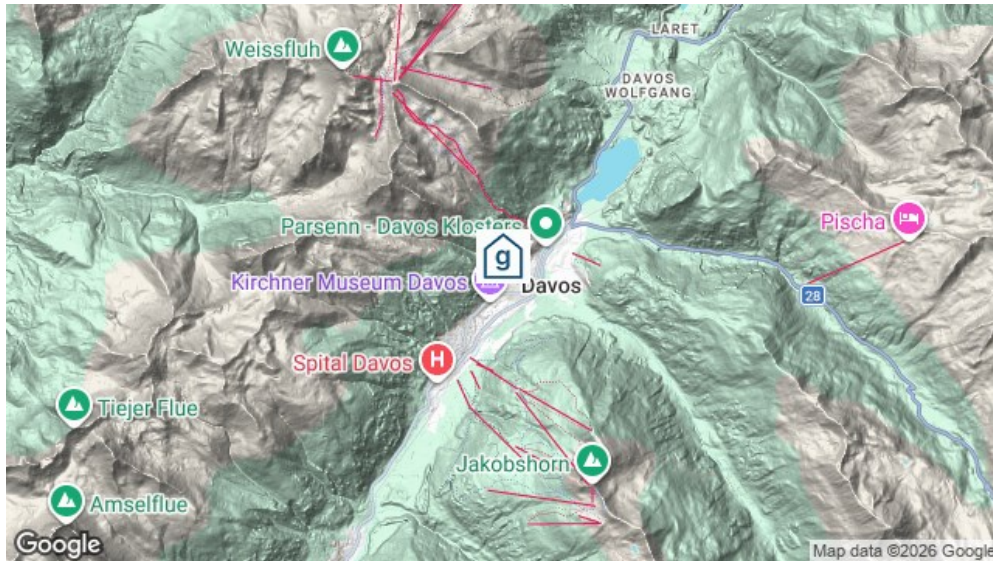 Weissfluh
LARET
DAVOS
WOLFGANG
Parsenn - Davos Klosters
Pischa
g
Kirchner Museum Davos
Davos
28
Spital Davos
H
Tiejer Flue
Jakobshorn
Amselflue
Google
Map data ©2026 Google